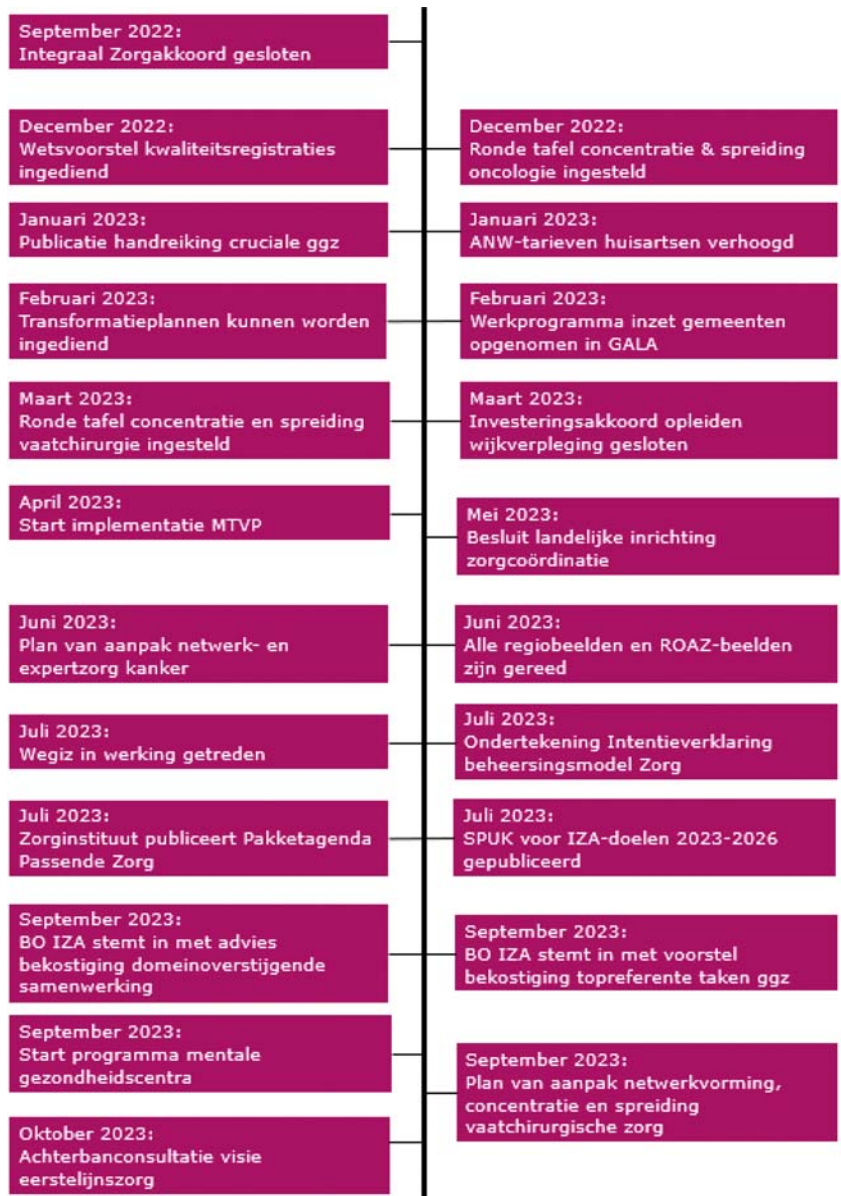 September 2022:
Integraal Zorgakkoord gesloten
December 2022:
Wetsvoorstel kwaliteitsregistraties
ingediend
December 2022:
Ronde tafel concentratie & spreiding
oncologie ingesteld
Januari 2023:
Publicatie handreiking cruciale ggz
Januari 2023:
ANW-tarieven huisartsen verhoogd
Februari 2023:
Transformatieplannen kunnen worden
ingediend
Februari 2023:
Werkprogramma inzet gemeenten
opgenomen in GALA
Maart 2023:
Ronde tafel concentratie en spreiding
vaatchirurgie ingesteld
Maart 2023:
Investeringsakkoord opleiden
wijkverpleging gesloten
April 2023:
Start implementatie MTVP
Mei 2023:
Besluit landelijke inrichting
zorgcoördinatie
Juni 2023:
Plan van aanpak netwerk- en
expertzorg kanker
Juni 2023:
Alle regiobeelden en ROAZ-beelden
zijn gereed
Juli 2023:
Wegiz in werking getreden
Juli 2023:
Ondertekening Intentieverklaring
beheersingsmodel Zorg
Juli 2023:
Zorginstituut publiceert Pakketagenda
Passende Zorg
Juli 2023:
SPUK voor IZA-doelen 2023-2026
gepubliceerd
September 2023:
BO IZA stemt in met advies
bekostiging domeinoverstijgende
samenwerking
September 2023:
BO IZA stemt in met voorstel
bekostiging topreferente taken ggz
September 2023:
Start programma mentale
gezondheidscentra
September 2023:
Plan van aanpak netwerkvorming,
concentratie en spreiding
vaatchirurgische zorg
Oktober 2023:
Achterbanconsultatie visie
eerstelijnszorg